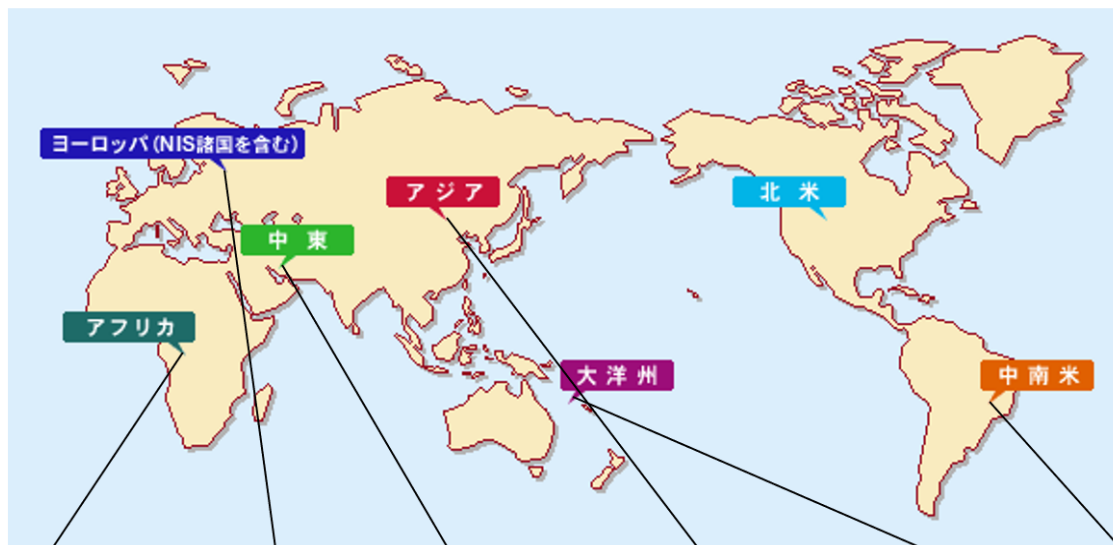 ヨーロッパ(NIS諸国を含む)
アジア
北米
中東
アフリカ
大洋州
中南米